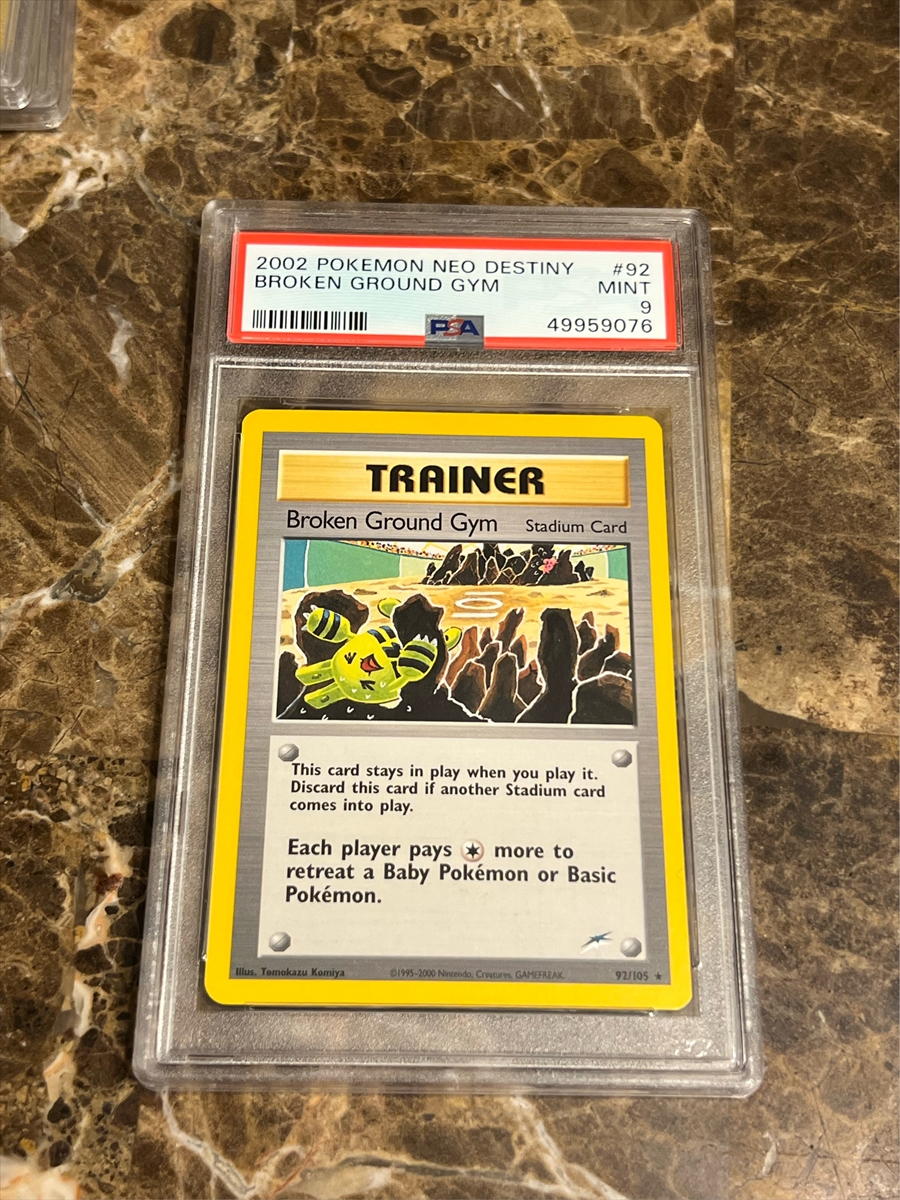 2002 POKEMON NEO DESTINY #92
BROKEN GROUND GYM MINT
9
PSA 49959076
TRAINER
Broken Ground Gym Stadium Card
This card stays in play when you play it.
Discard this card if another Stadium card
comes into play.
Each player pays more to
retreat a Baby Pokémon or Basic
Pokémon.
Illus. Tomokazu Komiya ©1995-2000 Nintendo, Creatures, GAMEFREAK. 92/105 ★